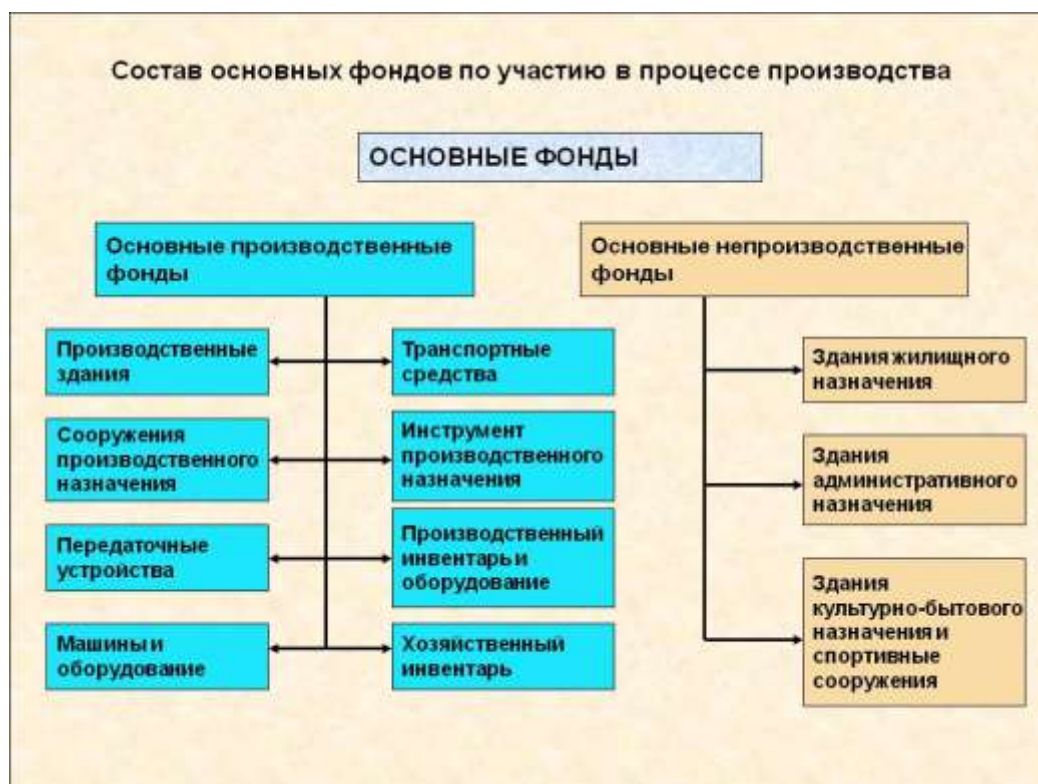 Состав основных фондов по участию в процессе производства
ОСНОВНЫЕ ФОНДЫ
Основные производственные
фонды
Основные непроизводственные
фонды
Производственные
здания
Транспортные
средства
Здания жилищного
назначения
Сооружения
производственного
назначения
Инструмент
производственного
назначения
Здания
административного
назначения
Передаточные
устройства
Производственный
инвентарь и
оборудование
Здания
культурно-бытового
назначения и
спортивные
сооружения
Машины и
оборудование
Хозяйственный
инвентарь